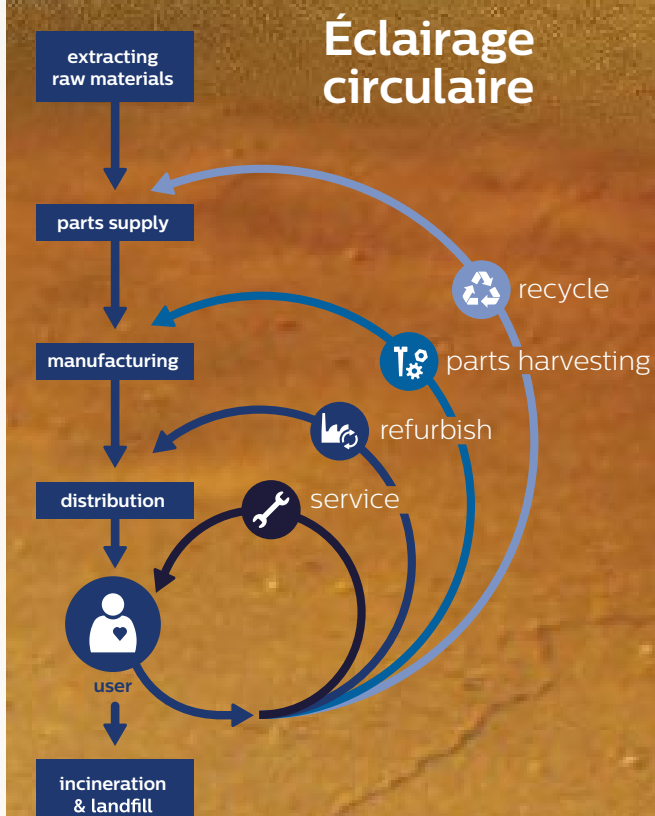 Éclairage
circulaire
extracting
raw materials
parts supply
recycle
manufacturing
parts harvesting
refurbish
distribution
service
user
incineration
& landfill